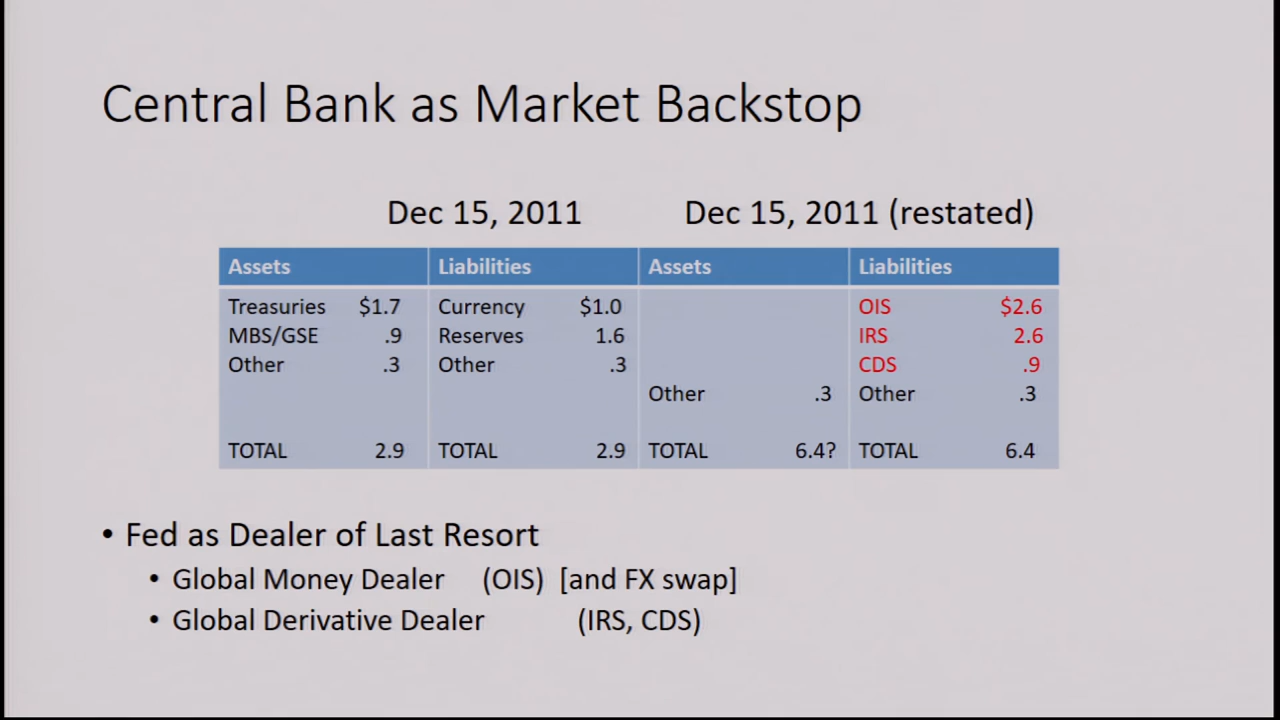 Central Bank as Market Backstop
Dec 15, 2011 Dec 15, 2011 (restated)
Assets Liabilities Assets Liabilities
Treasuries $1.7 Currency $1.0 OIS $2.6
MBS/GSE .9 Reserves 1.6 IRS 2.6
Other .3 Other .3 CDS .9
Other .3 Other .3
TOTAL 2.9 TOTAL 2.9 TOTAL 6.4? TOTAL 6.4
• Fed as Dealer of Last Resort
• Global Money Dealer (OIS) [and FX swap]
• Global Derivative Dealer (IRS, CDS)